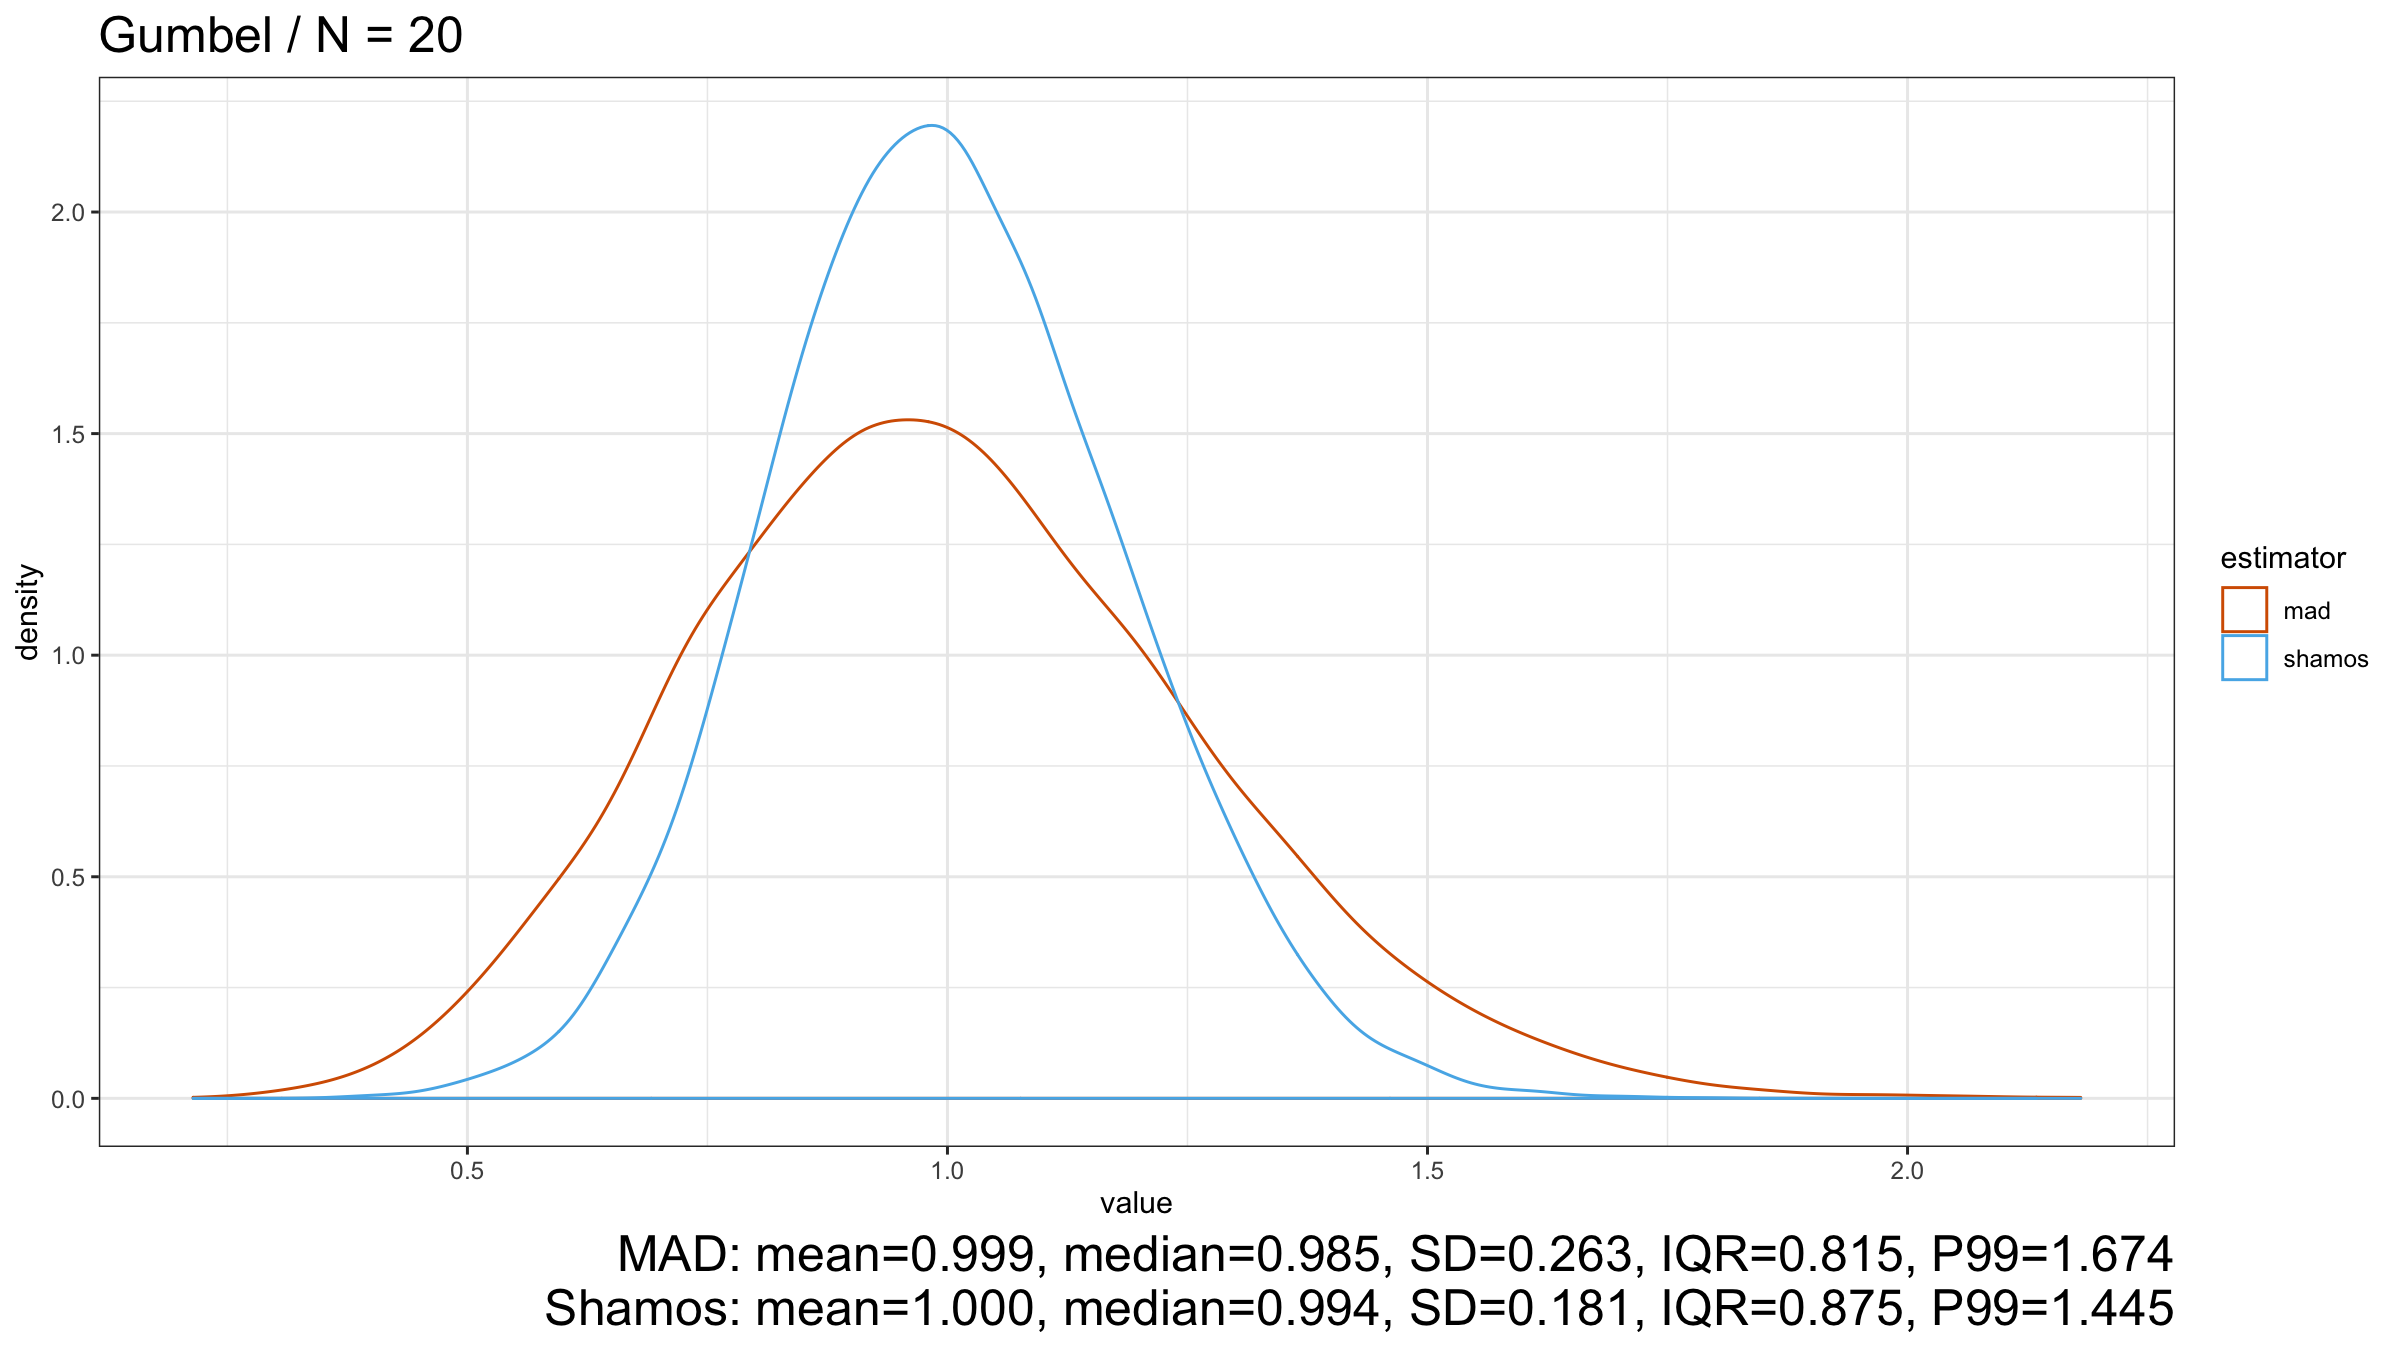 Gumbel / N = 20
density
2.0
1.5
1.0
0.5
0.0
0.5 1.0 1.5 2.0
value
estimator
mad
shamos
MAD: mean=0.999, median=0.985, SD=0.263, IQR=0.815, P99=1.674
Shamos: mean=1.000, median=0.994, SD=0.181, IQR=0.875, P99=1.445